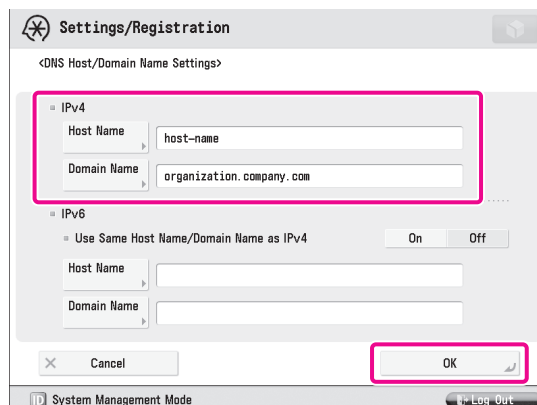 Settings/Registration
<DNS Host/Domain Name Settings>
IPv4
Host Name host-name
Domain Name organization.company.com
IPv6
Use Same Host Name/Domain Name as IPv4 On Off
Host Name
Domain Name
Cancel OK
ID System Management Mode Log Out